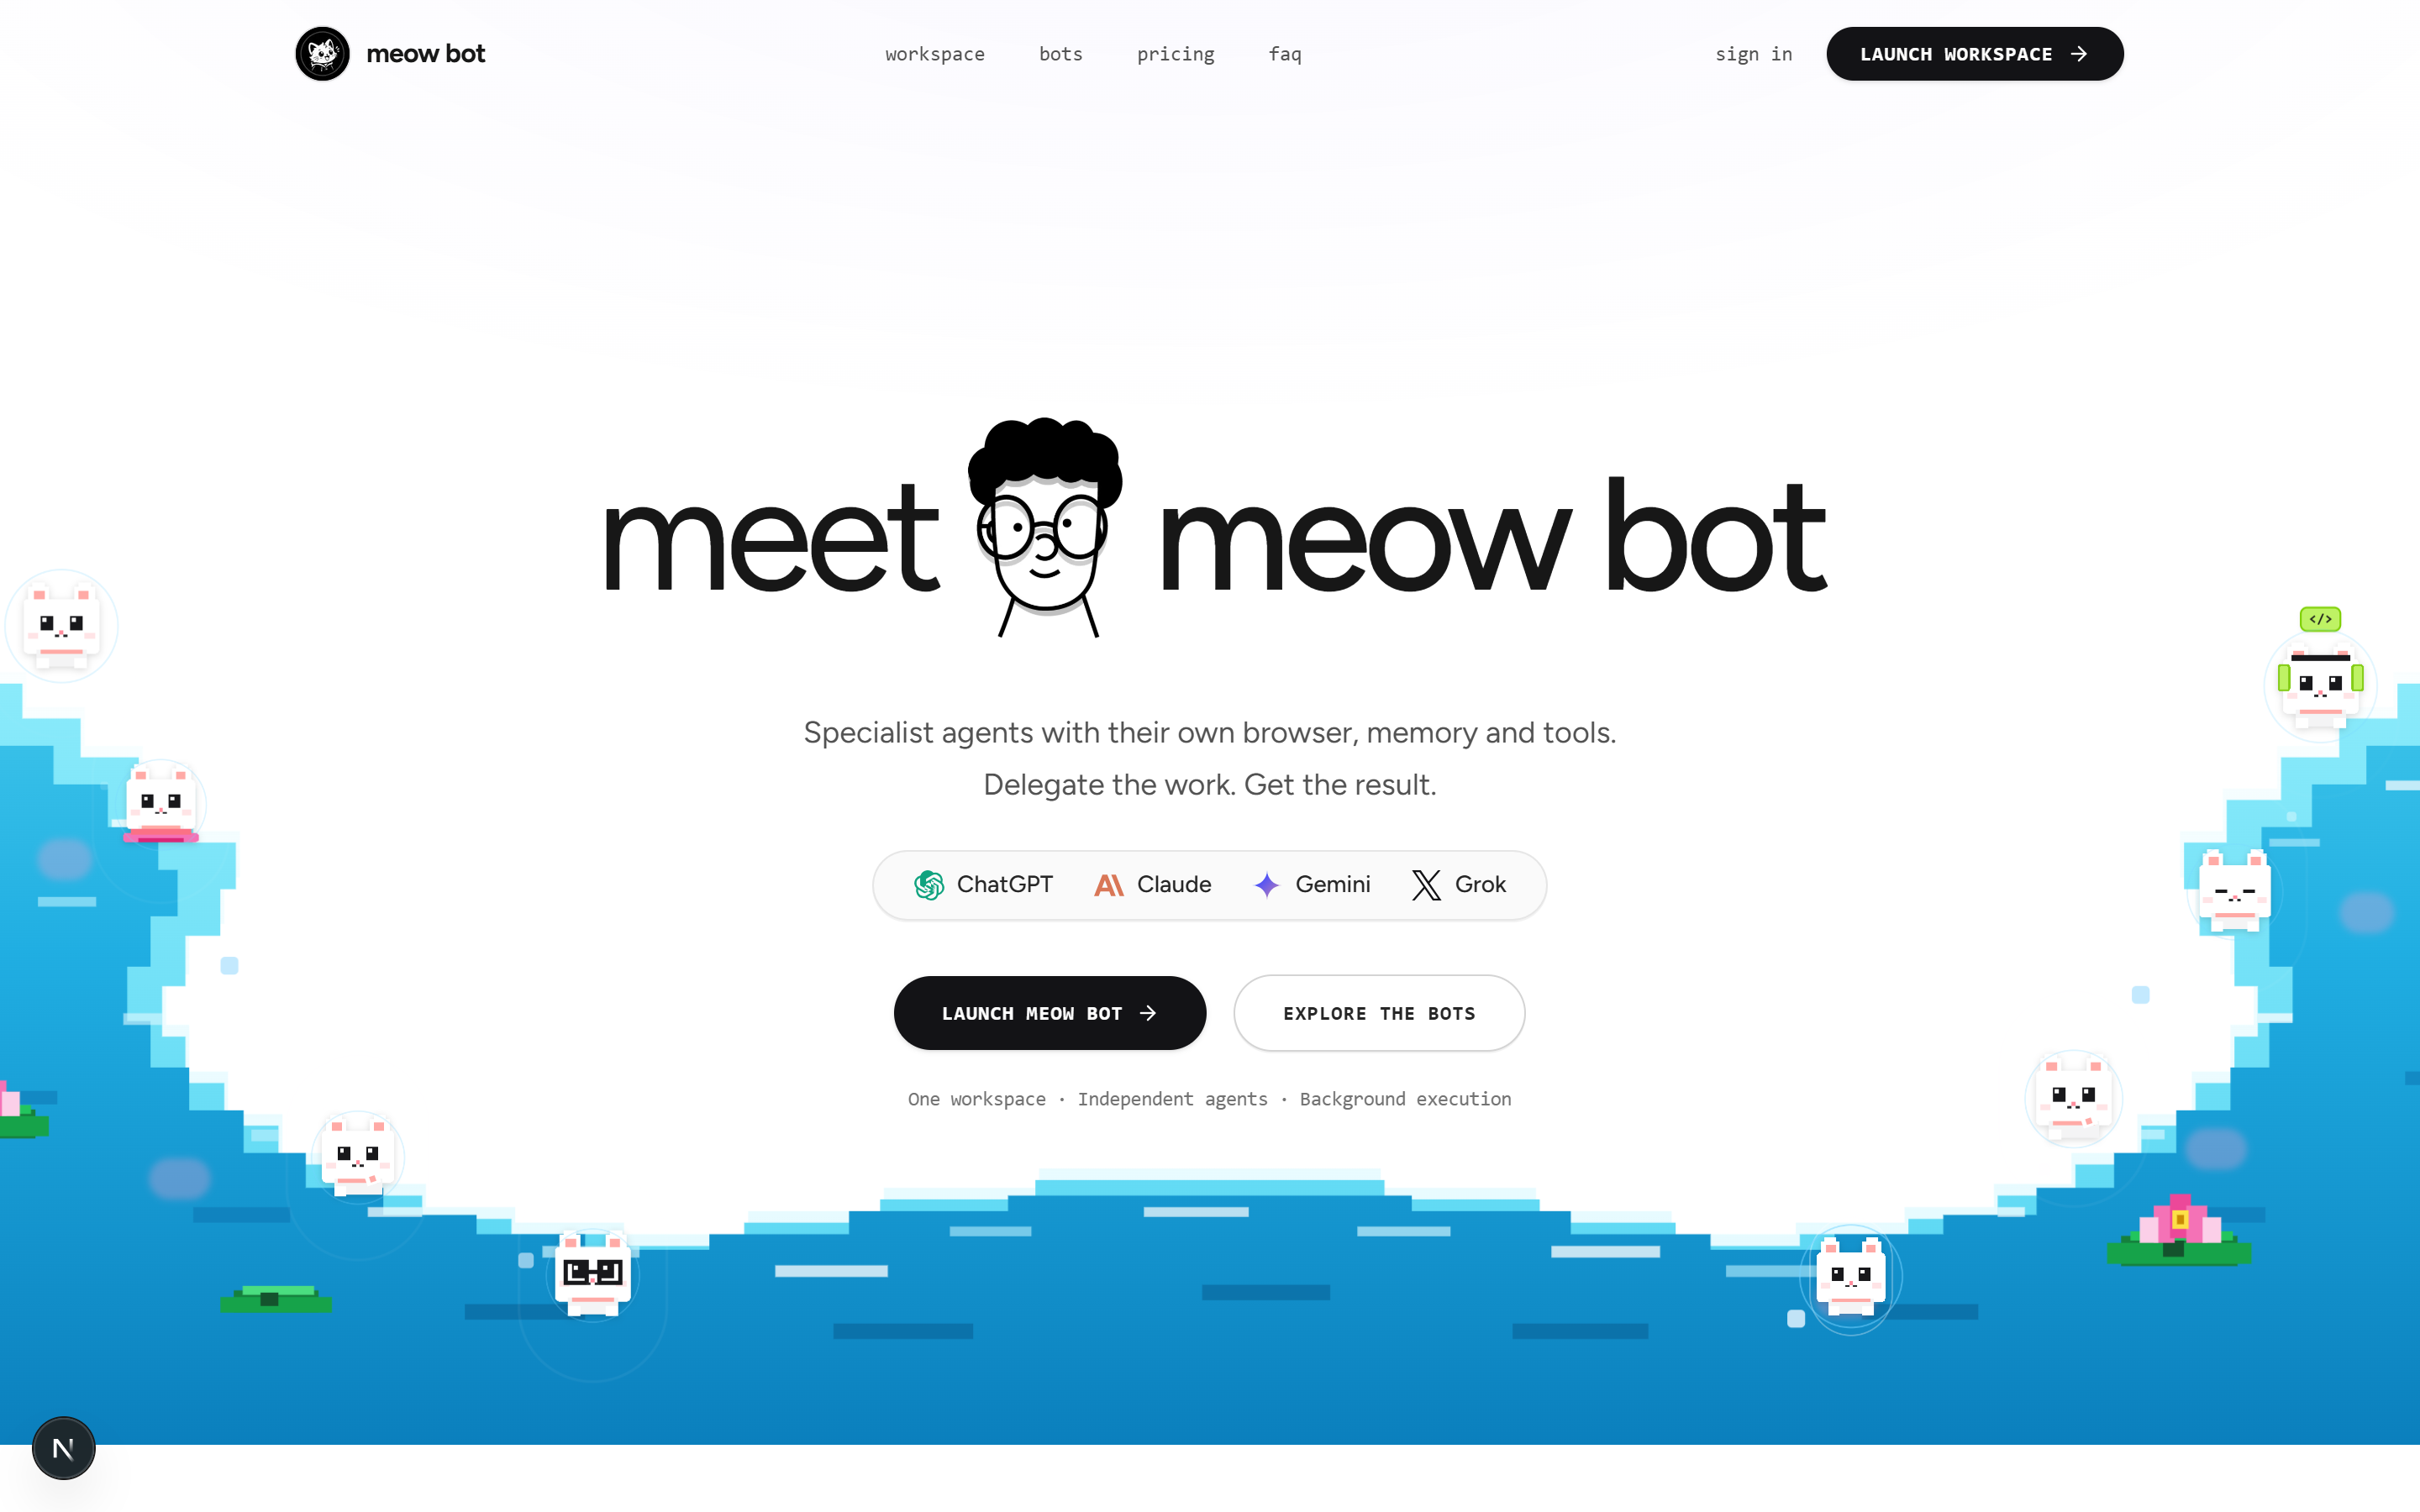 meow bot
workspace bots pricing faq
sign in
LAUNCH WORKSPACE →
meet meow bot
</>
Specialist agents with their own browser, memory and tools.
Delegate the work. Get the result.
ChatGPT Claude Gemini Grok
LAUNCH MEOW BOT →
EXPLORE THE BOTS
One workspace · Independent agents · Background execution
N